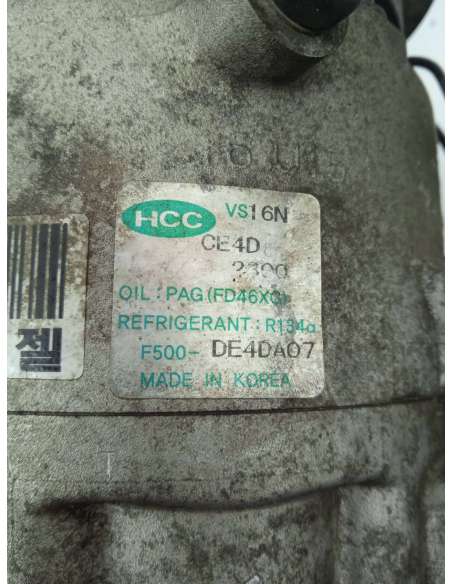 HCC VS16N
CE4D
2300
OIL : PAG (FD46XG)
REFRIGERANT : R134a
젤
F500- DE4DA07
MADE IN KOREA